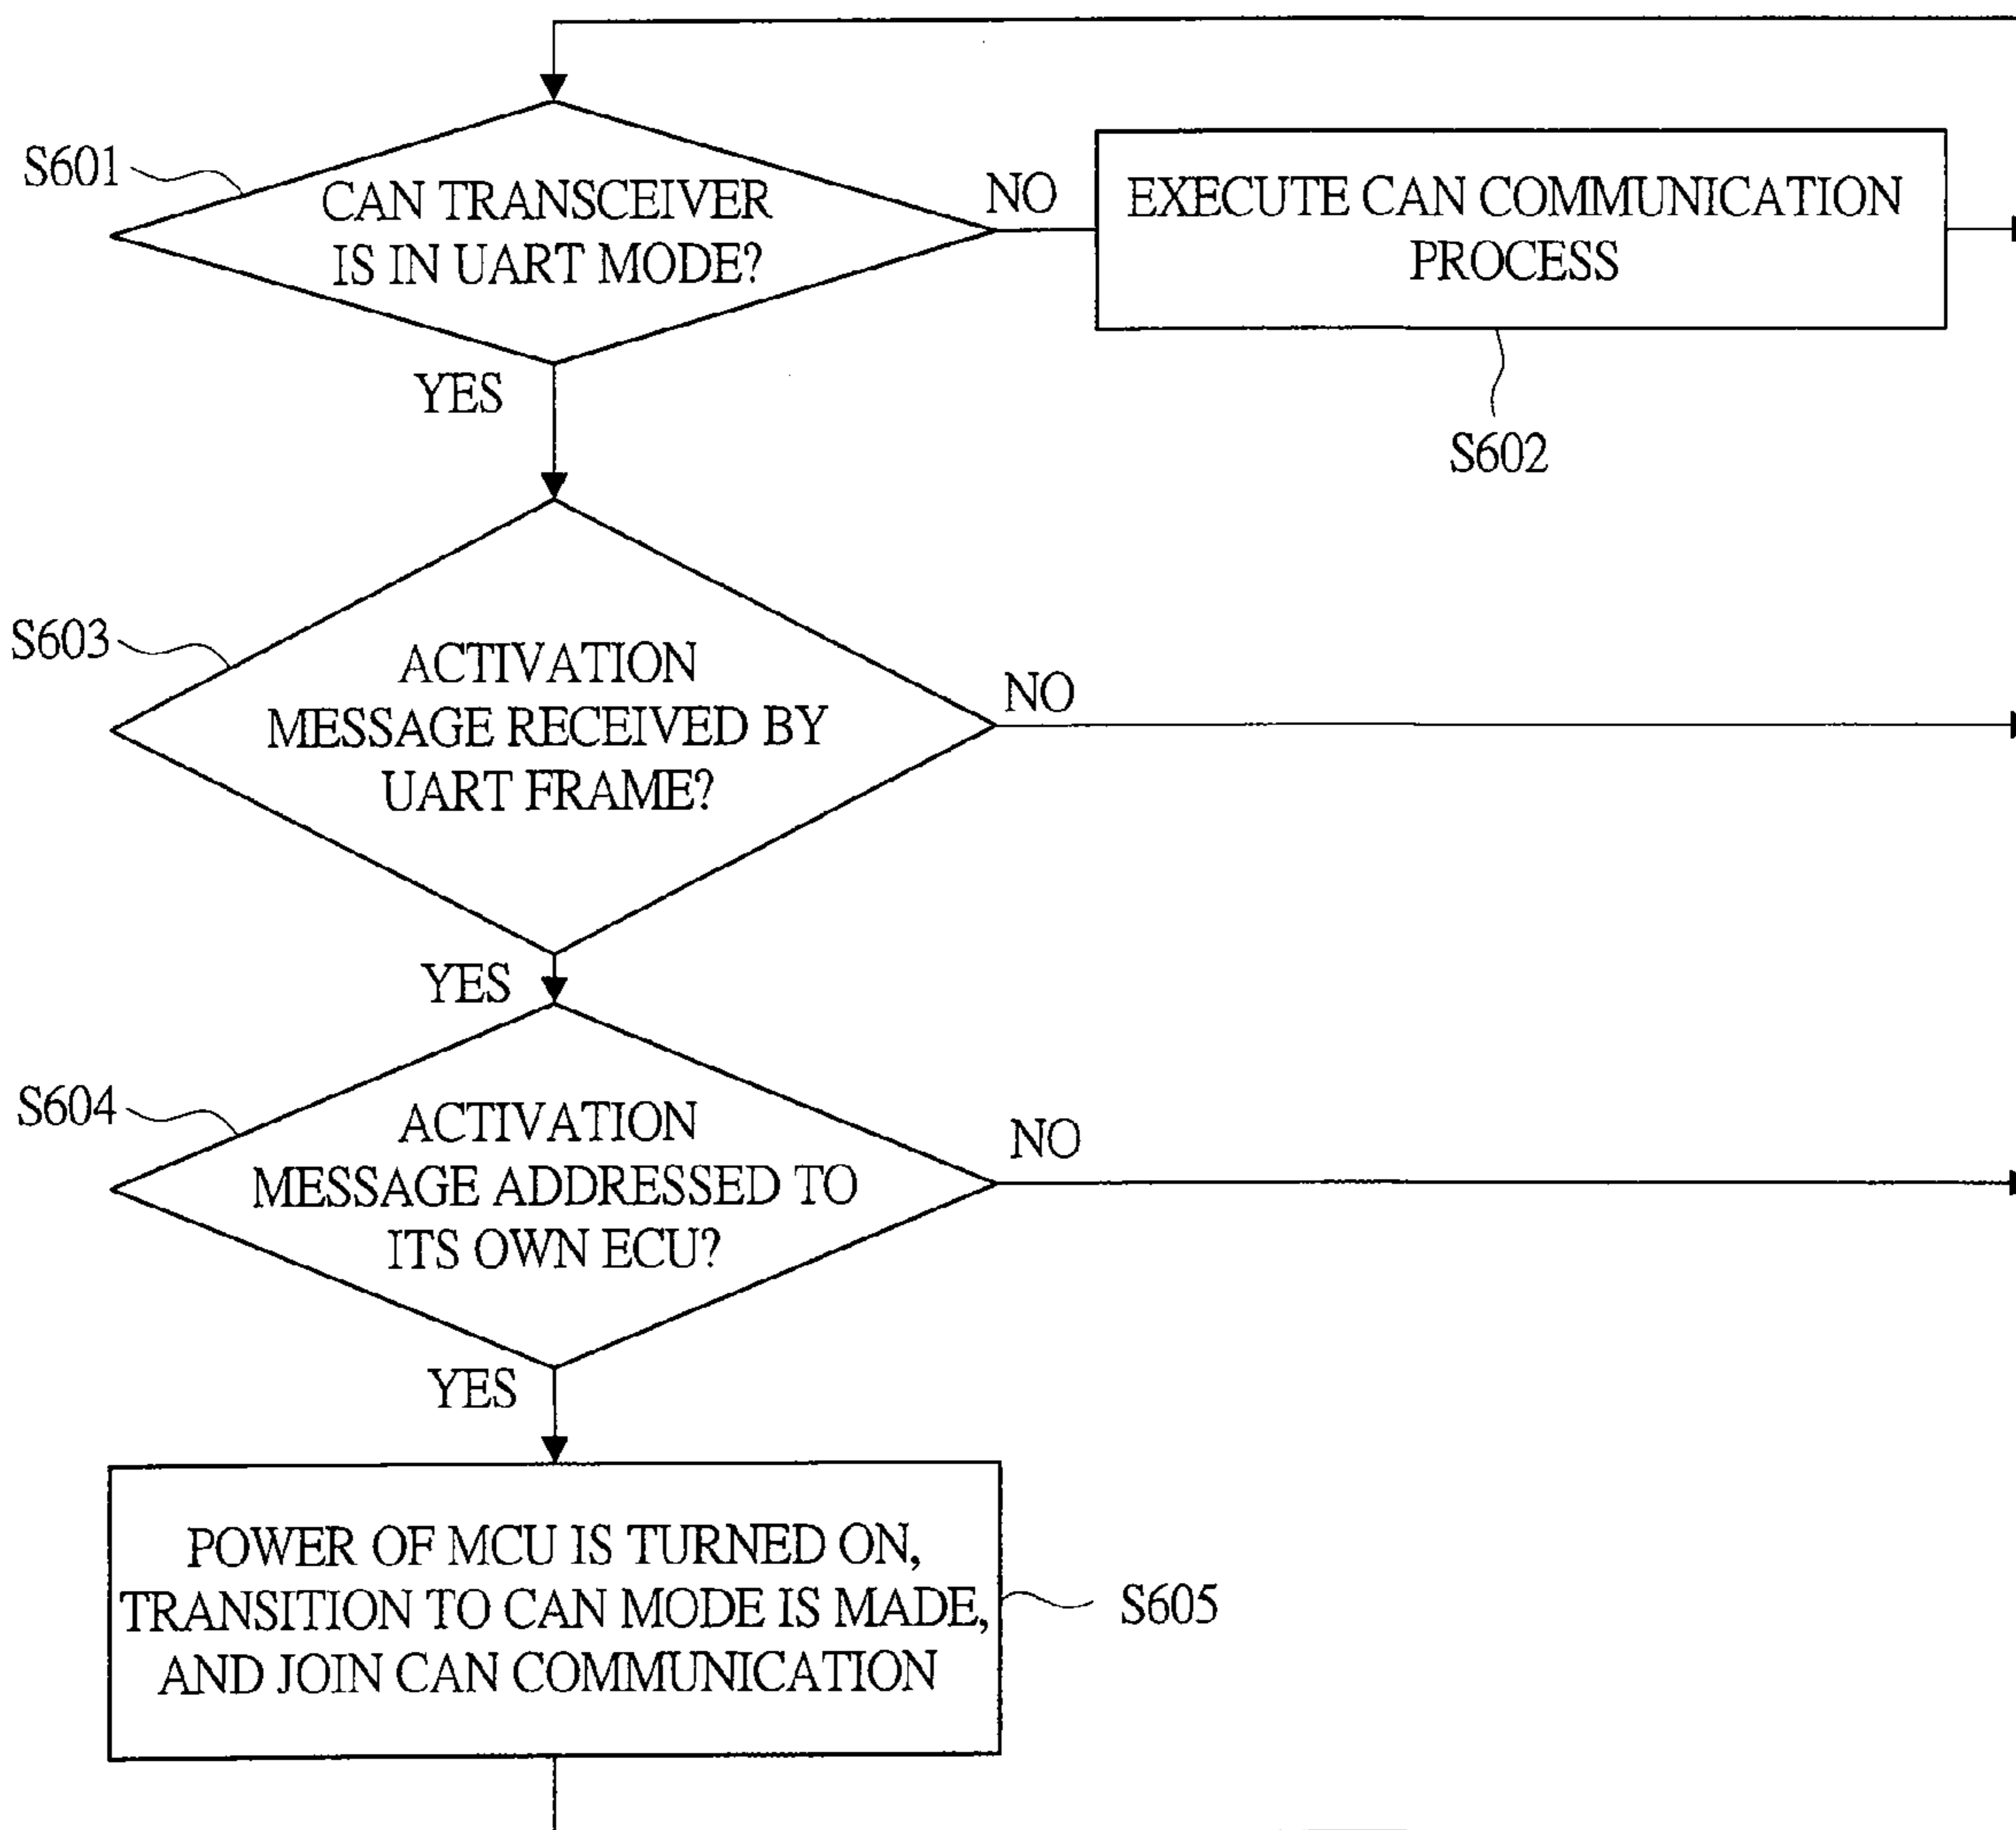 S601
CAN TRANSCEIVER
IS IN UART MODE?
NO
EXECUTE CAN COMMUNICATION
PROCESS
S602
YES
S603
ACTIVATION
MESSAGE RECEIVED BY
UART FRAME?
NO
YES
S604
ACTIVATION
MESSAGE ADDRESSED TO
ITS OWN ECU?
NO
YES
POWER OF MCU IS TURNED ON,
TRANSITION TO CAN MODE IS MADE,
AND JOIN CAN COMMUNICATION
S605